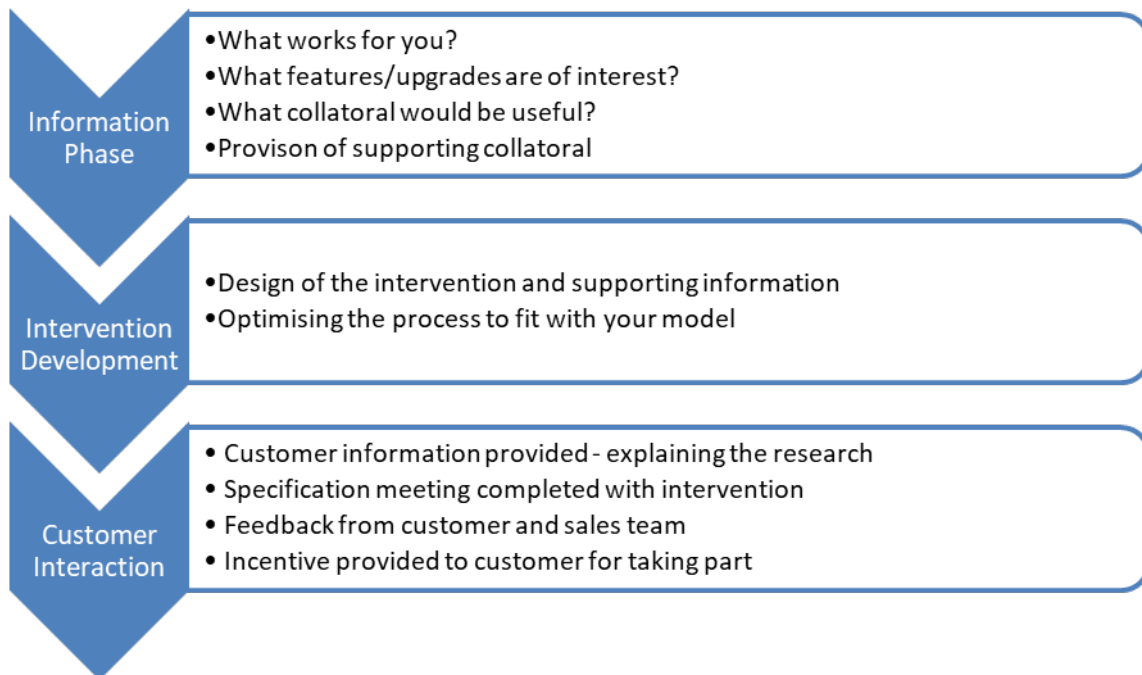 Information
Phase
•What works for you?
•What features/upgrades are of interest?
•What collatoral would be useful?
•Provison of supporting collatoral
Intervention
Development
•Design of the intervention and supporting information
•Optimising the process to fit with your model
Customer
Interaction
• Customer information provided - explaining the research
• Specification meeting completed with intervention
• Feedback from customer and sales team
• Incentive provided to customer for taking part